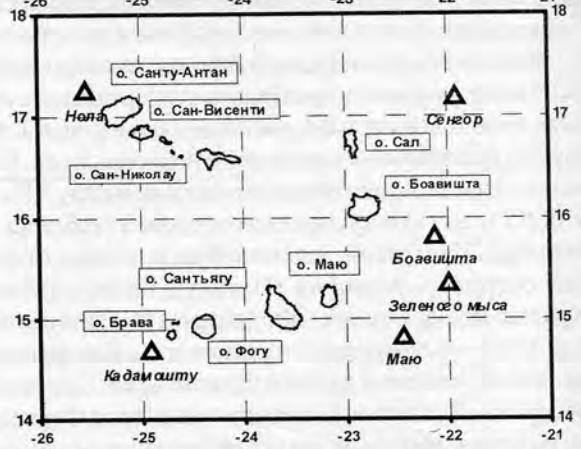 -26 -25 -24 -23 -22 -21
18 18
о. Санту-Антан
Нола
о. Сан-Висенти
Сенгор
17 17
о. Сал
о. Сан-Николау
о. Боавишта
16 16
Боавишта
о. Сантьягу
о. Маю
Зеленого мыса
о. Брава
15 15
о. Фогу
Маю
Кадамошту
14 14
-26 -25 -24 -23 -22 -21